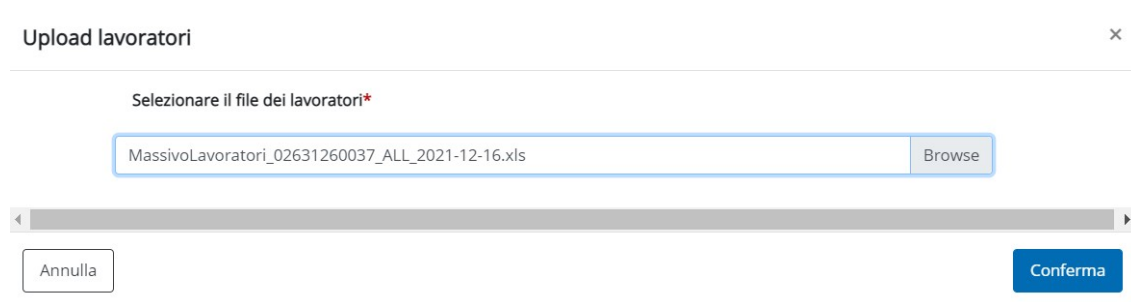 Upload lavoratori
×
Selezionare il file dei lavoratori*
MassivoLavoratori_02631260037_ALL_2021-12-16.xls Browse
Annulla Conferma